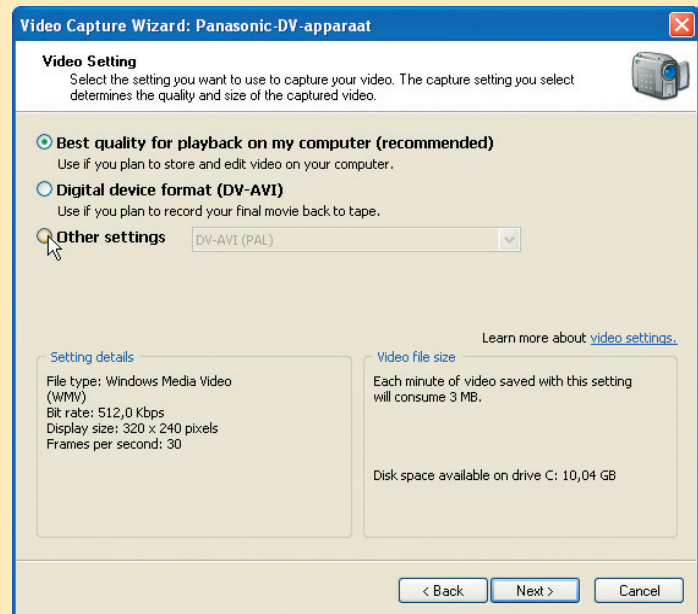 Video Capture Wizard: Panasonic-DV-apparaat
Video Setting
Select the setting you want to use to capture your video. The capture setting you select
determines the quality and size of the captured video.
Best quality for playback on my computer (recommended)
Use if you plan to store and edit video on your computer.
Digital device format (DV-AVI)
Use if you plan to record your final movie back to tape.
Other settings
DV-AVI (PAL)
Learn more about video settings.
Setting details
File type: Windows Media Video
(WMV)
Bit rate: 512,0 Kbps
Display size: 320 x 240 pixels
Frames per second: 30
Video file size
Each minute of video saved with this setting
will consume 3 MB.
Disk space available on drive C: 10,04 GB
< Back
Next >
Cancel